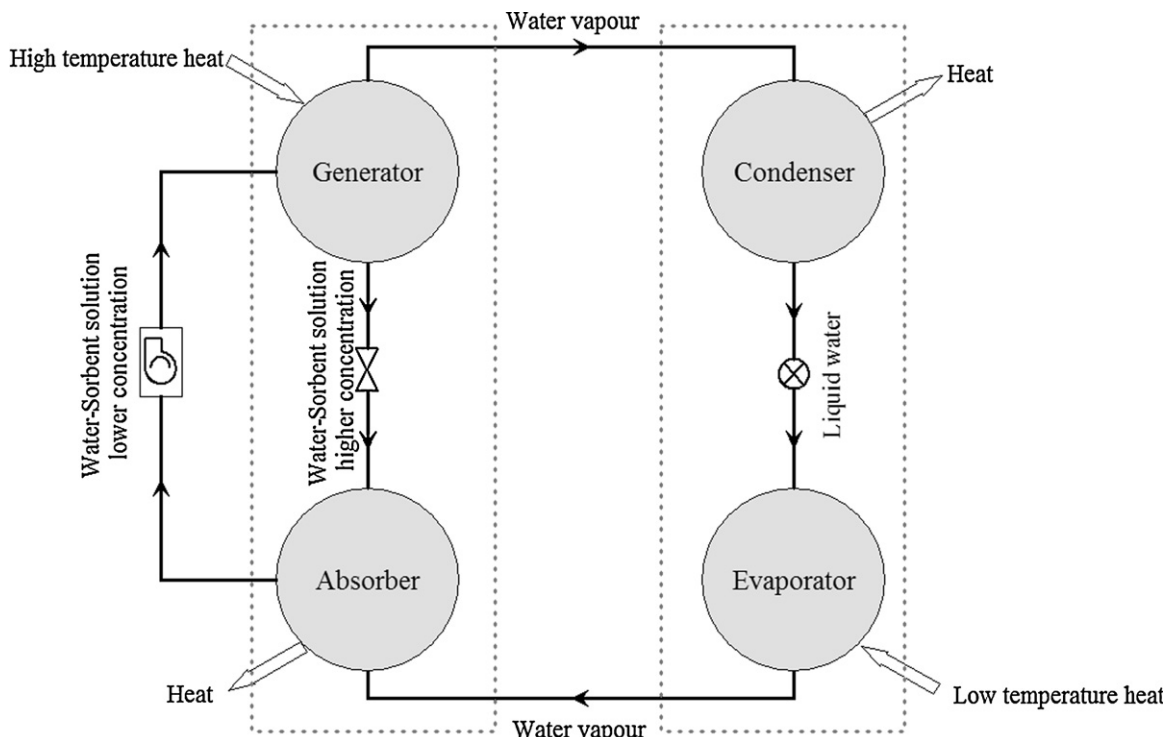 Water vapour
High temperature heat
Heat
Generator
Condenser
Water-Sorbent solution
lower concentration
Water-Sorbent solution
higher concentration
Liquid water
Absorber
Evaporator
Heat
Low temperature heat
Water vapour